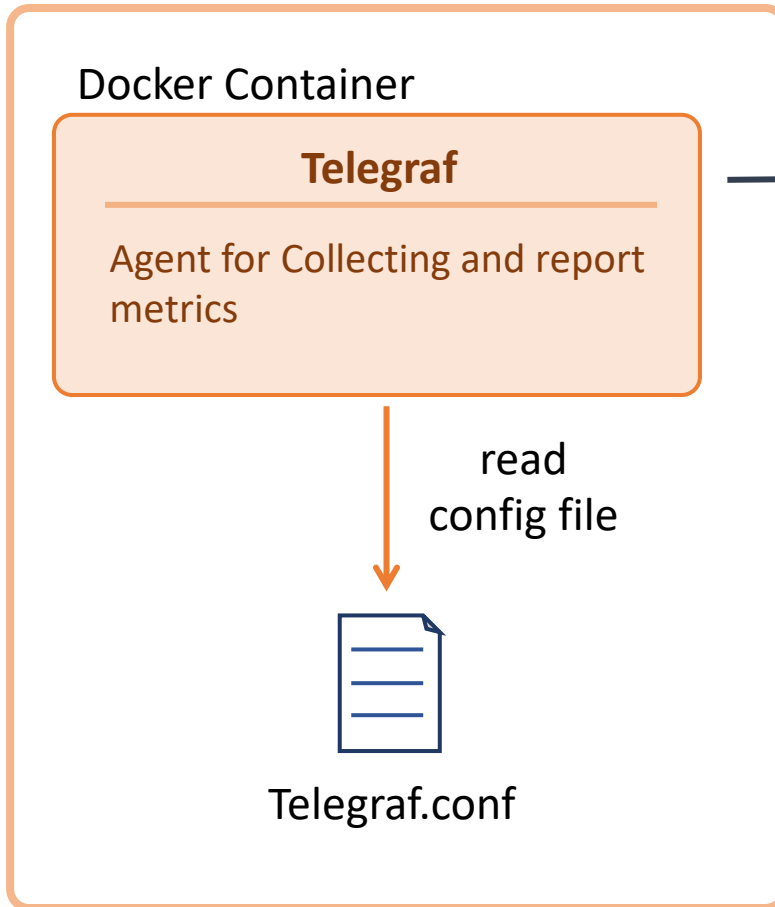 Docker Container
Telegraf
Agent for Collecting and report
metrics
read
config file
Telegraf.conf